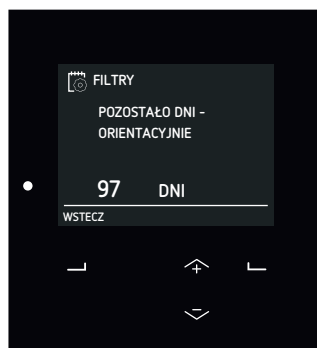 FILTRY
POZOSTAŁO DNI -
ORIENTACYJNIE
97 DNI
WSTECZ